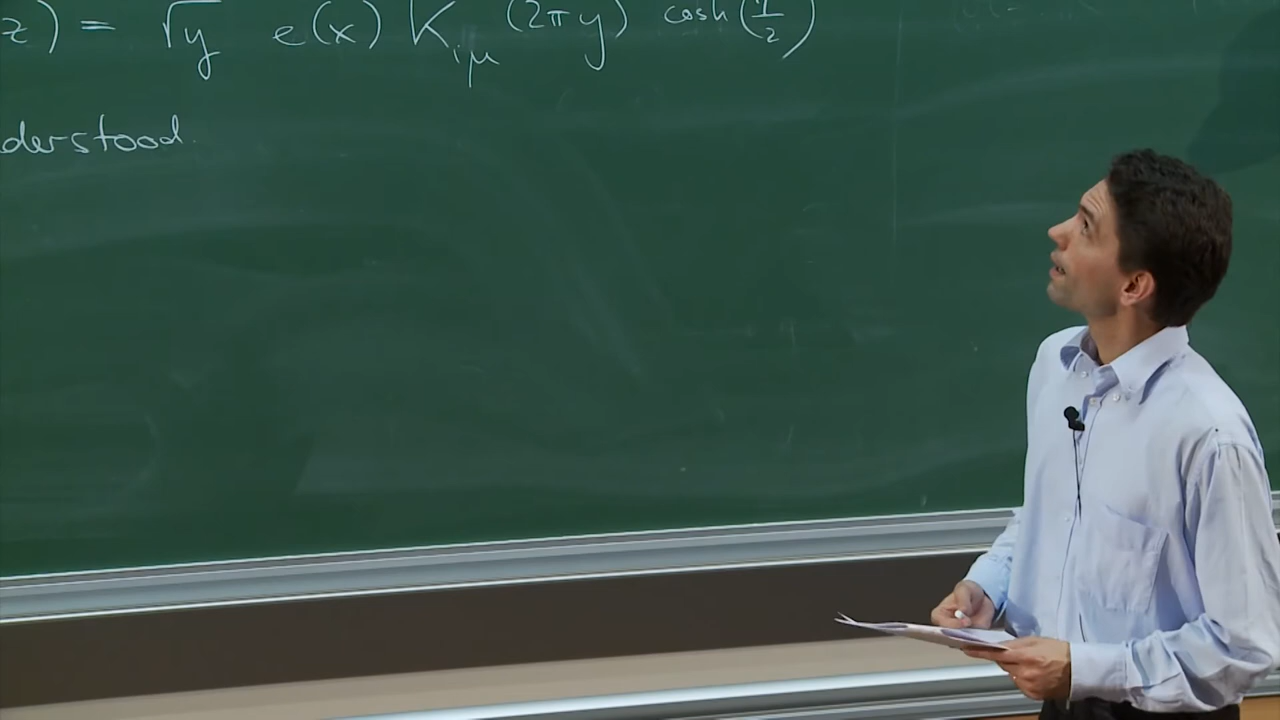 z) = √y e(x) K_{iμ} (2πy) cosh(π/2)
derstood.